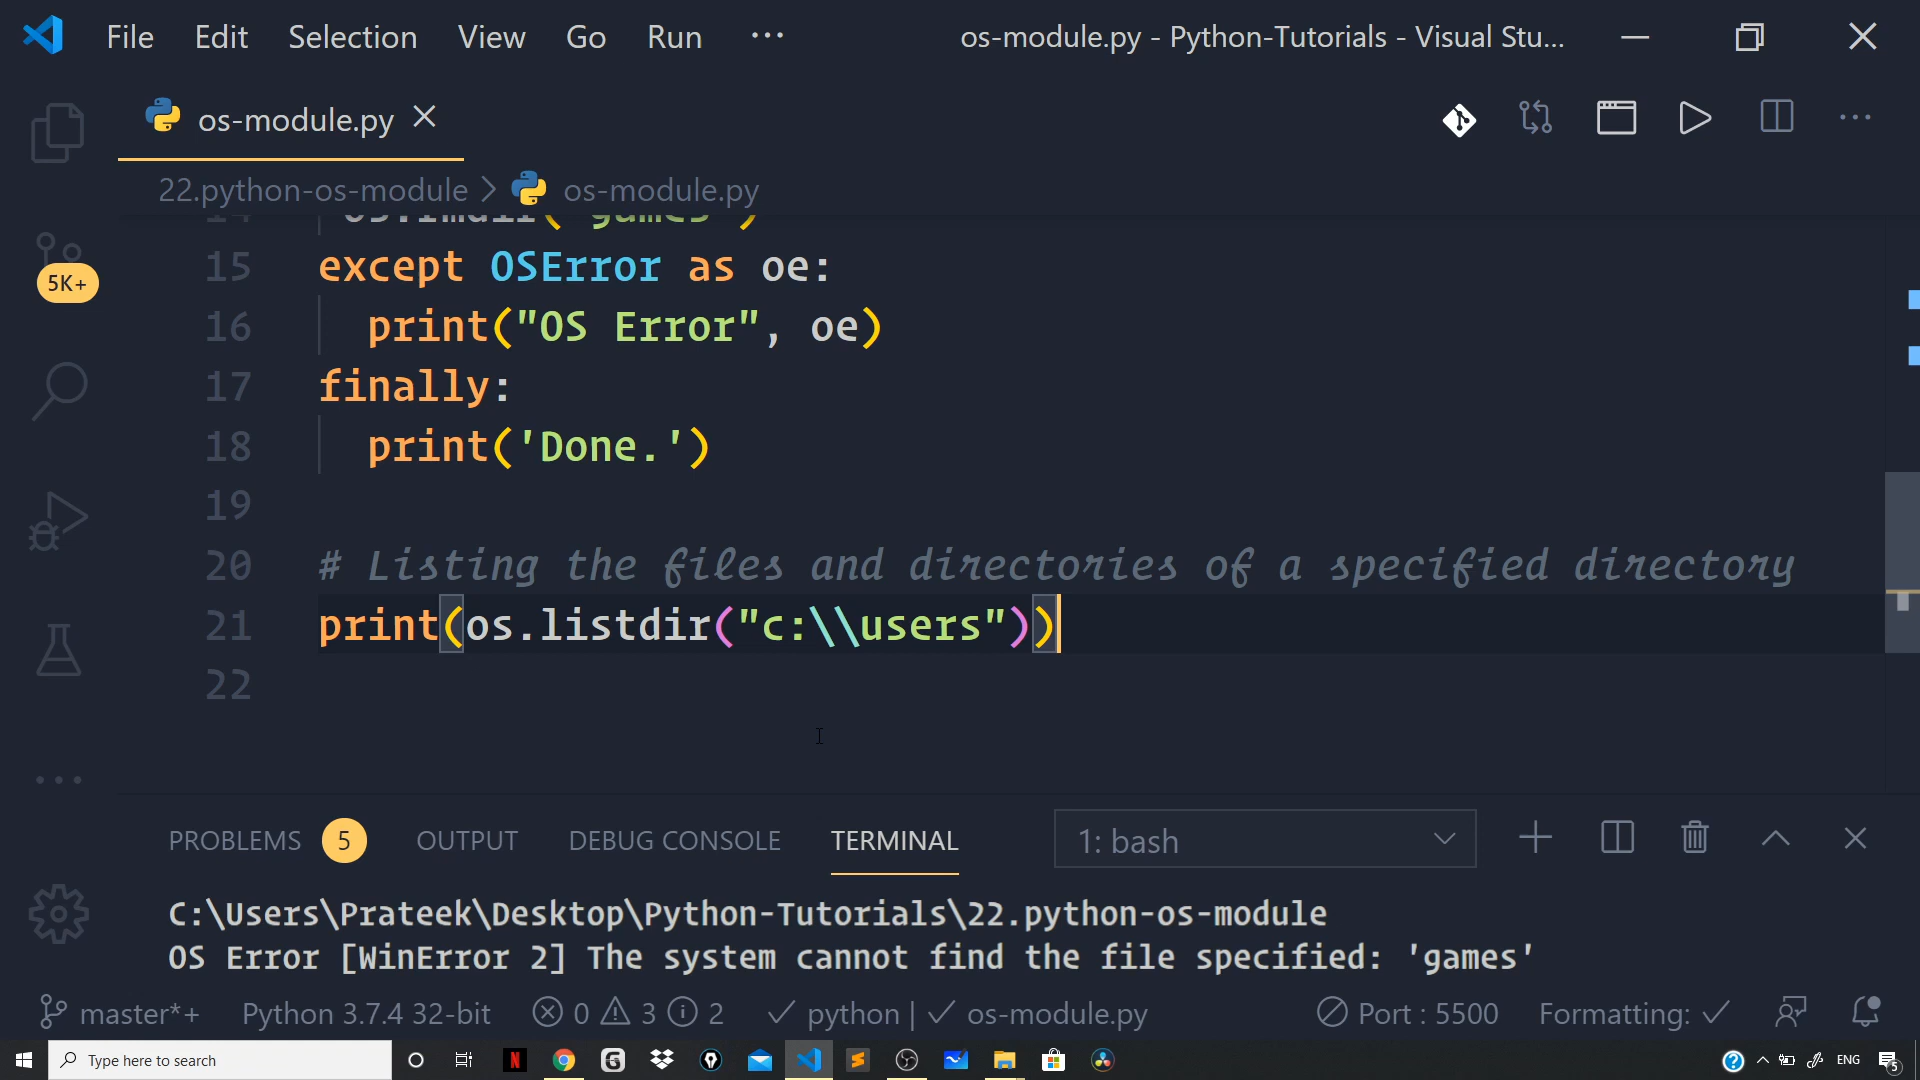 File Edit Selection View Go Run ··· os-module.py - Python-Tutorials - Visual Stu...
os-module.py
22.python-os-module > os-module.py
5K+
15 except OSError as oe:
16 print("OS Error", oe)
17 finally:
18 print('Done.')
19
20 # Listing the files and directories of a specified directory
21 print(os.listdir("c:\\users"))
22
PROBLEMS 5 OUTPUT DEBUG CONSOLE TERMINAL 1: bash
C:\Users\Prateek\Desktop\Python-Tutorials\22.python-os-module
OS Error [WinError 2] The system cannot find the file specified: 'games'
master*+ Python 3.7.4 32-bit 0 3 2 ✓ python | ✓ os-module.py Port : 5500 Formatting: ✓
Type here to search ENG 5